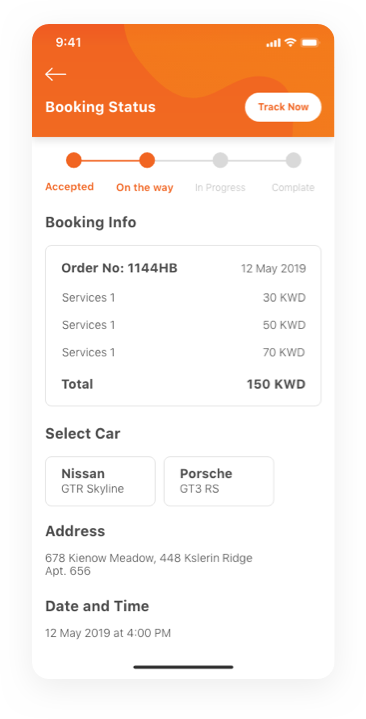 9:41
Booking Status
Track Now
Accepted On the way In Progress Complate
Booking Info
Order No: 1144HB 12 May 2019
Services 1 30 KWD
Services 1 50 KWD
Services 1 70 KWD
Total 150 KWD
Select Car
Nissan Porsche
GTR Skyline GT3 RS
Address
678 Kienow Meadow, 448 Kslerin Ridge
Apt. 656
Date and Time
12 May 2019 at 4:00 PM